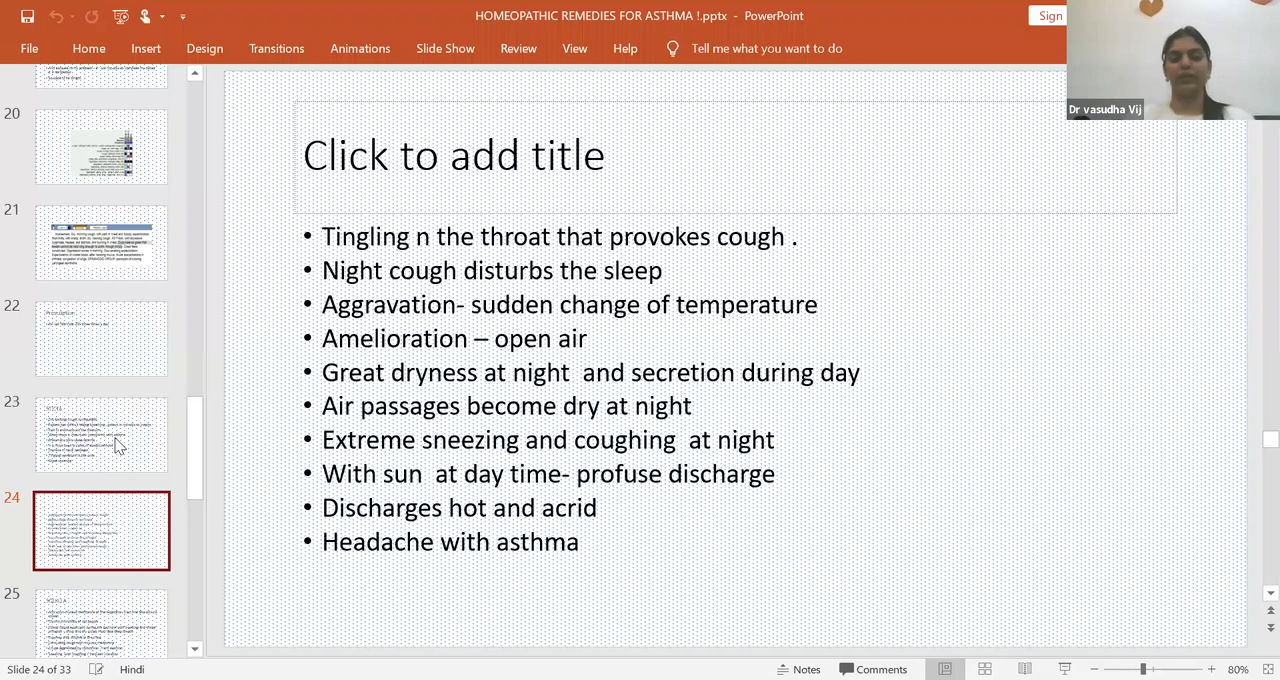 HOMEOPATHIC REMEDIES FOR ASTHMA !.pptx - PowerPoint
Sign
File Home Insert Design Transitions Animations Slide Show Review View Help Tell me what you want to do
Dr vasudha Vij
20
21
22
Prescription
23
STICTA
24
25
SQUILLA
Click to add title
• Tingling n the throat that provokes cough .
• Night cough disturbs the sleep
• Aggravation- sudden change of temperature
• Amelioration – open air
• Great dryness at night and secretion during day
• Air passages become dry at night
• Extreme sneezing and coughing at night
• With sun at day time- profuse discharge
• Discharges hot and acrid
• Headache with asthma
Slide 24 of 33 Hindi Notes Comments 80%